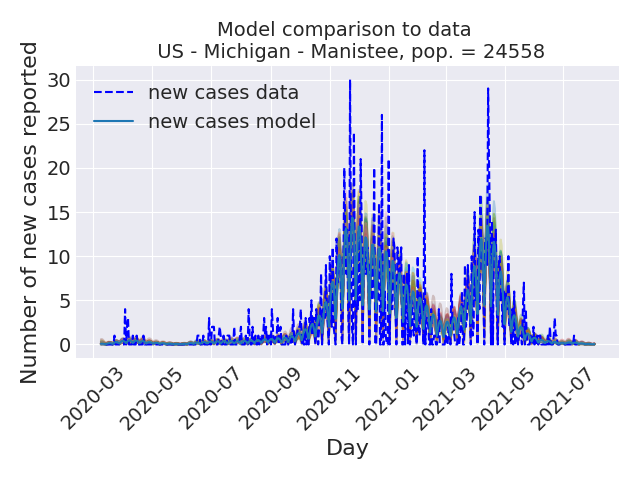 Model comparison to data
US - Michigan - Manistee, pop. = 24558
Number of new cases reported
30
25
20
15
10
5
0
new cases data
new cases model
2020-03
2020-05
2020-07
2020-09
2020-11
2021-01
2021-03
2021-05
2021-07
Day